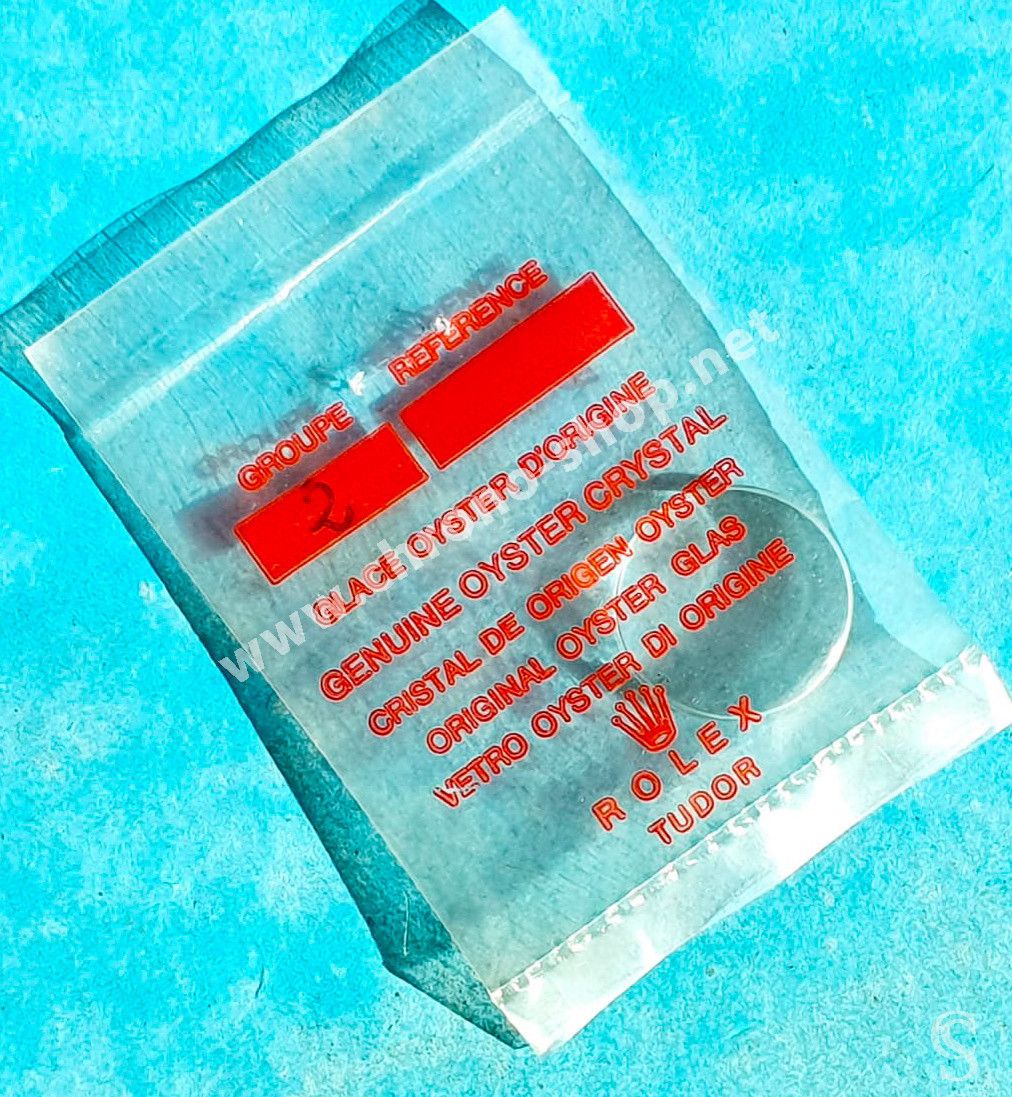 GROUPE REFERENCE
2
GLACE OYSTER D'ORIGINE
GENUINE OYSTER CRYSTAL
CRISTAL DE ORIGEN OYSTER
ORIGINAL OYSTER GLAS
VETRO OYSTER DI ORIGINE
ROLEX
TUDOR
S